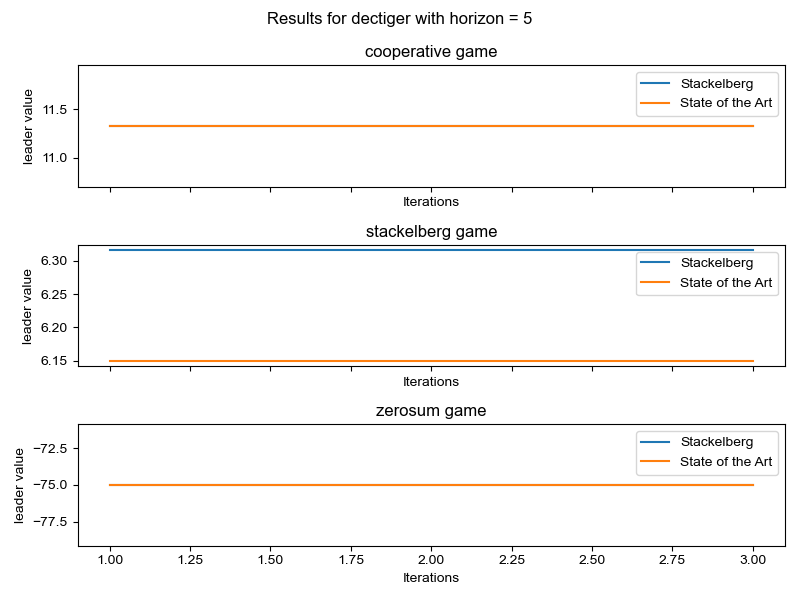 Results for dectiger with horizon = 5
cooperative game
leader value
11.5
11.0
Stackelberg
State of the Art
Iterations
stackelberg game
leader value
6.30
6.25
6.20
6.15
Stackelberg
State of the Art
Iterations
zerosum game
leader value
−72.5
−75.0
−77.5
Stackelberg
State of the Art
1.00 1.25 1.50 1.75 2.00 2.25 2.50 2.75 3.00
Iterations